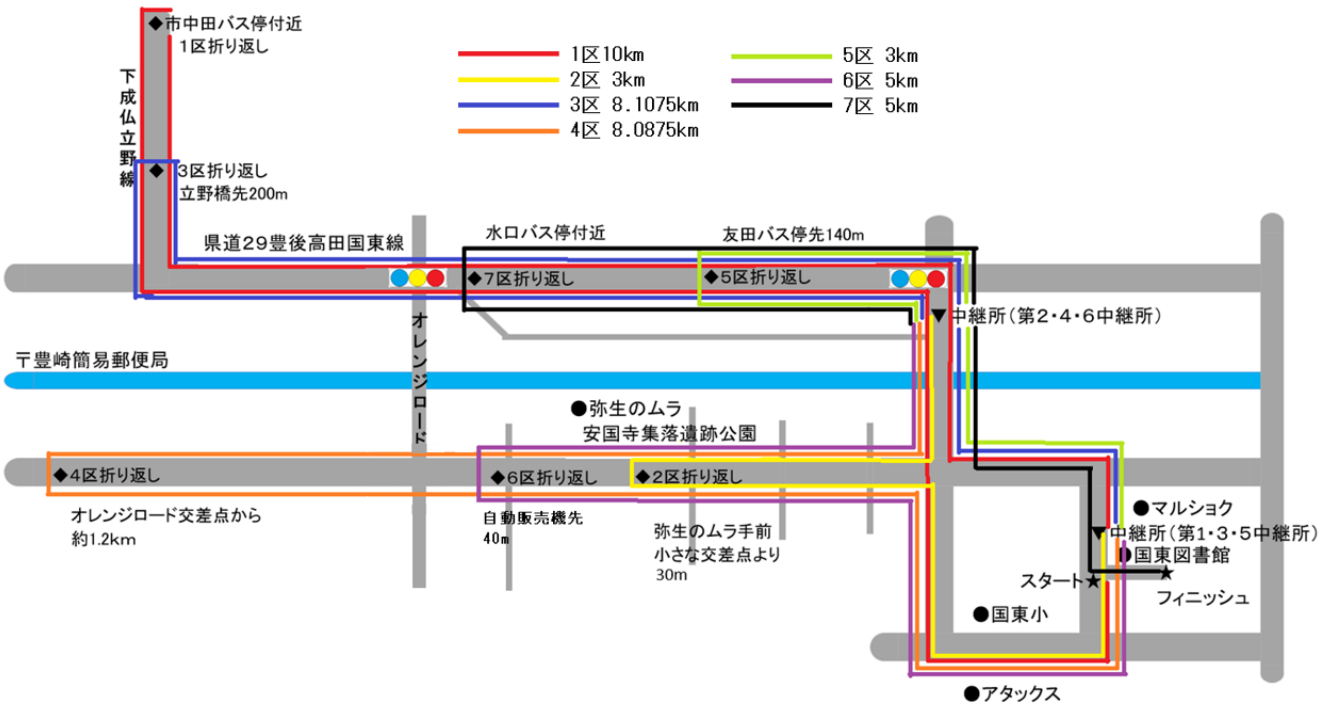 市中田バス停付近
1区折り返し
1区10km
2区 3km
3区 8.1075km
4区 8.0875km
5区 3km
6区 5km
7区 5km
下成仏立野線
3区折り返し
立野橋先200m
県道29豊後高田国東線
水口バス停付近
友田バス停先140m
7区折り返し
5区折り返し
中継所(第2・4・6中継所)
オレンジロード
〒豊崎簡易郵便局
弥生のムラ
安国寺集落遺跡公園
4区折り返し
6区折り返し
2区折り返し
オレンジロード交差点から
約1.2km
自動販売機先
40m
弥生のムラ手前
小さな交差点より
30m
マルショク
中継所(第1・3・5中継所)
国東図書館
スタート
フィニッシュ
国東小
アタックス